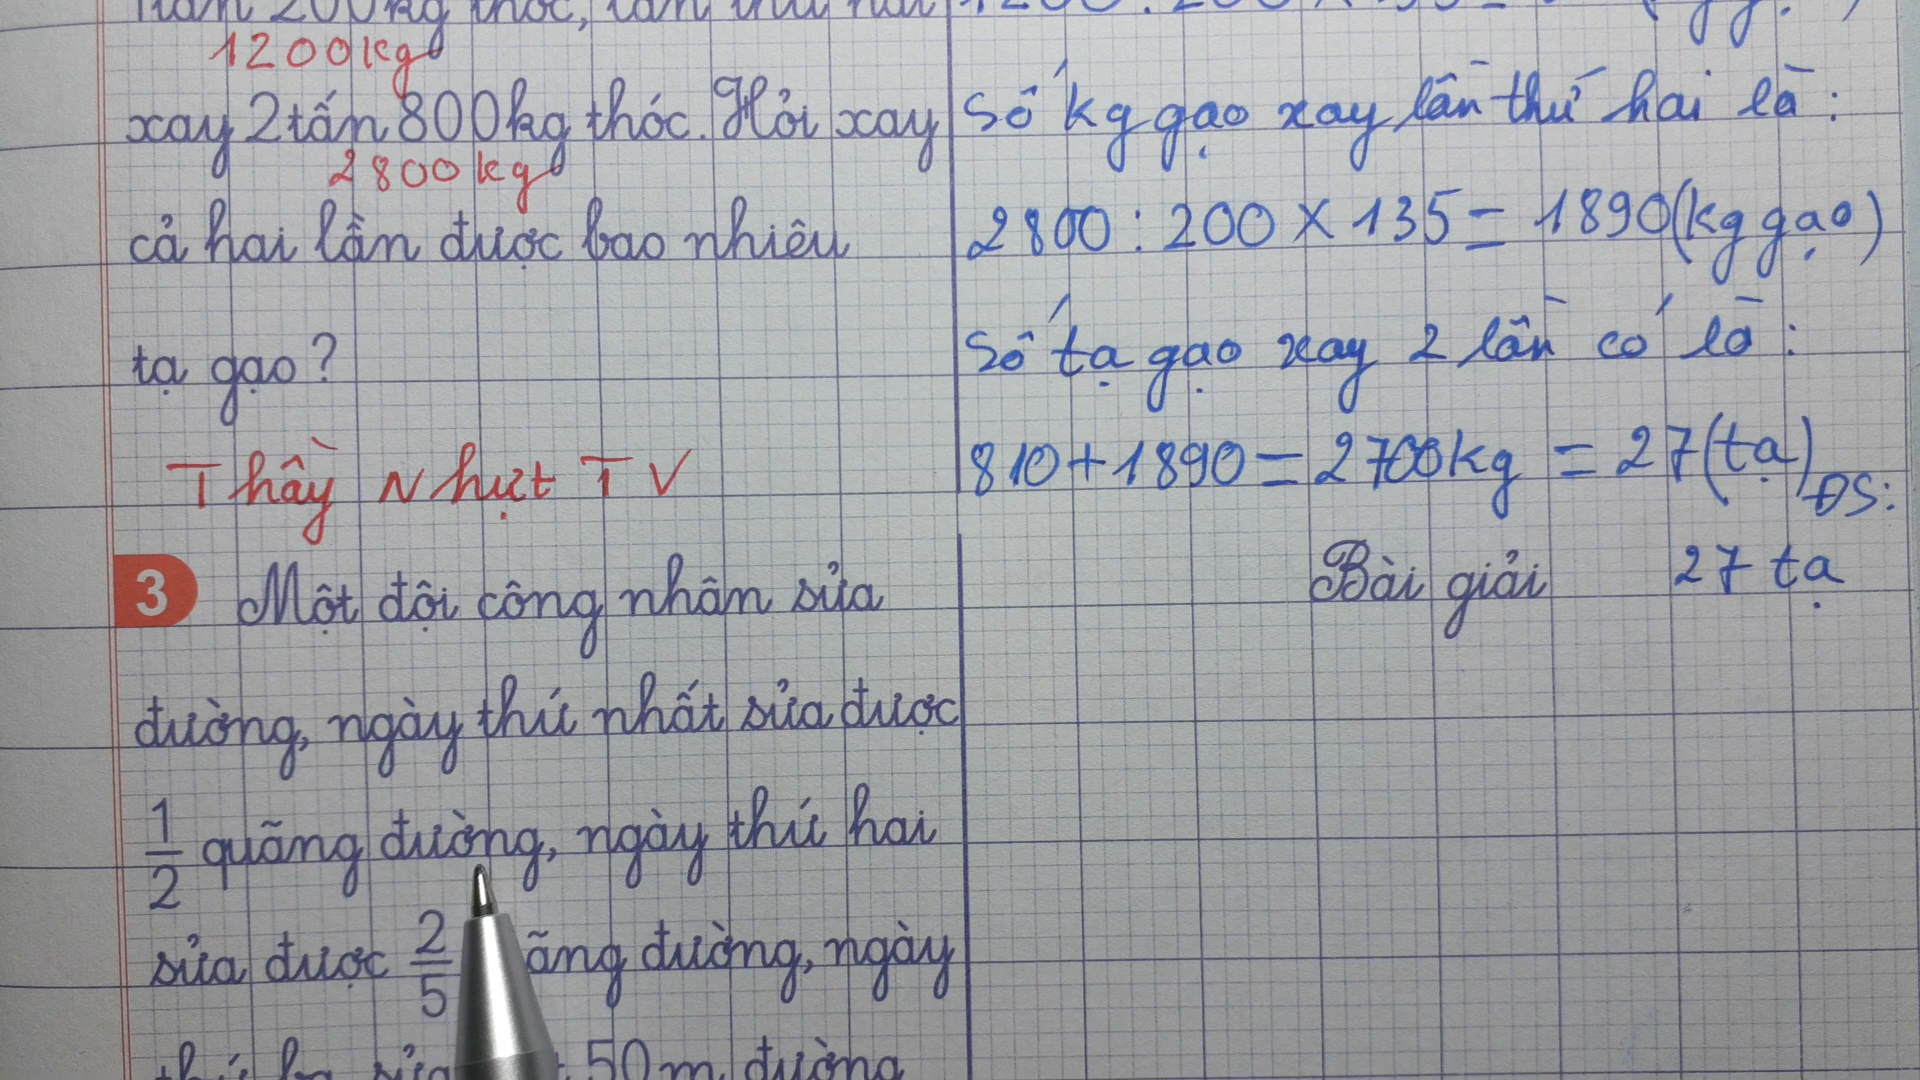 xay 2 tấn 800kg thóc. Hỏi xay
1200kg
2800kg
cả hai lần được bao nhiêu
tạ gạo?
Thầy Nhựt TV
Số kg gạo xay lần thứ hai là:
2800 : 200 × 135 = 1890 (kg gạo)
Số tạ gạo xay 2 lần có là:
810 + 1890 = 2700kg = 27 (tạ)
ĐS:
27 tạ
3 Một đội công nhân sửa
đường, ngày thứ nhất sửa được
1/2 quãng đường, ngày thứ hai
sửa được 2/5 ãng đường, ngày
50m đường
Bài giải